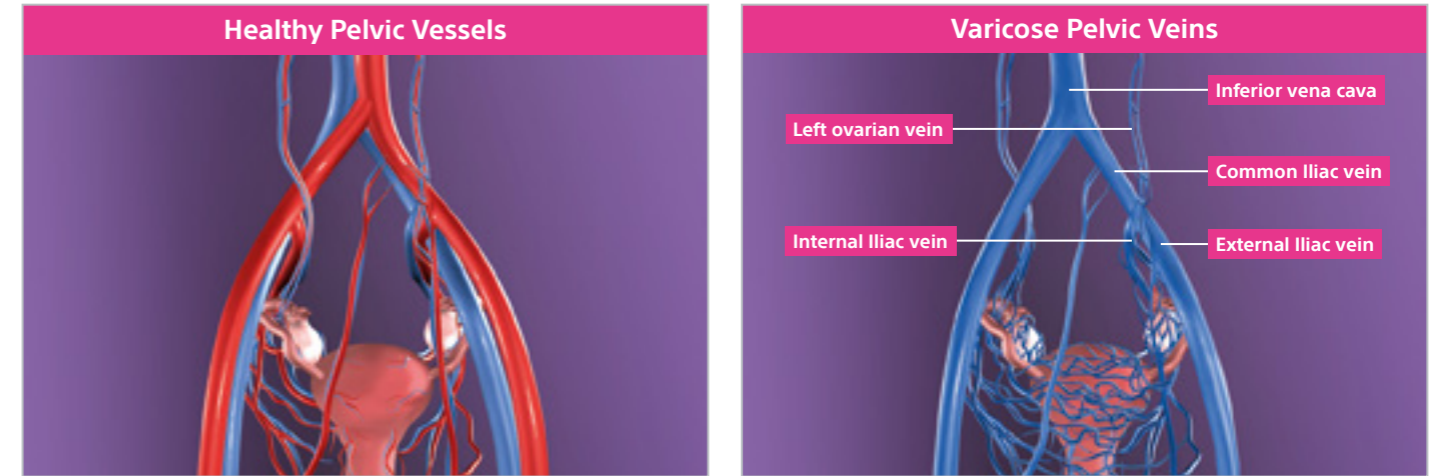 Healthy Pelvic Vessels
Varicose Pelvic Veins
Inferior vena cava
Left ovarian vein
Common Iliac vein
Internal Iliac vein
External Iliac vein